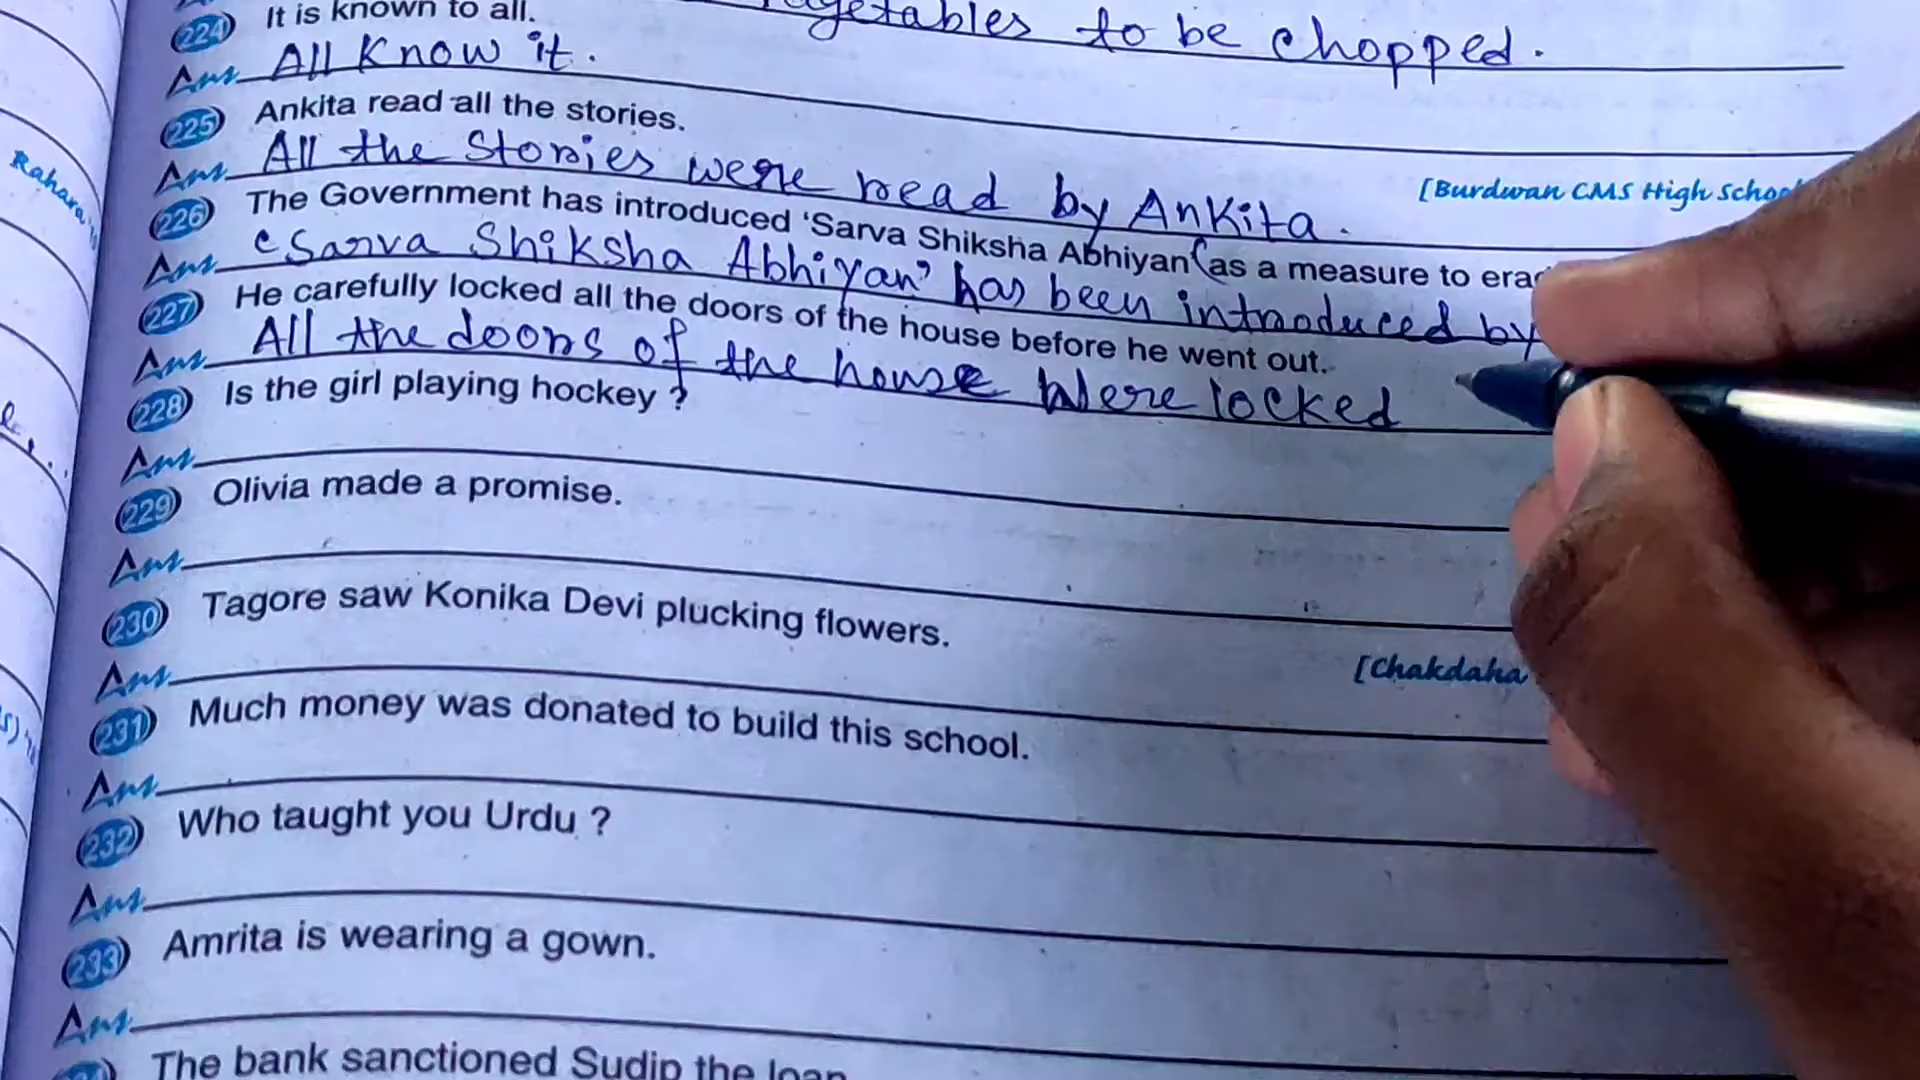 224 It is known to all.
vegetables to be chopped.
Ans All Know it.
225 Ankita read all the stories.
Ans All the stories were read by Ankita.
[Burdwan CMS High School
226 The Government has introduced 'Sarva Shiksha Abhiyan' as a measure to
Ans 'Sarva Shiksha Abhiyan' has been introduced by
227 He carefully locked all the doors of the house before he went out.
Ans All the doors of the house Were locked
228 Is the girl playing hockey ?
Ans
229 Olivia made a promise.
Ans
230 Tagore saw Konika Devi plucking flowers.
[Chakdaha
Ans
231 Much money was donated to build this school.
Ans
232 Who taught you Urdu ?
Ans
233 Amrita is wearing a gown.
Ans
The bank sanctioned Sudip the loan
Rahara